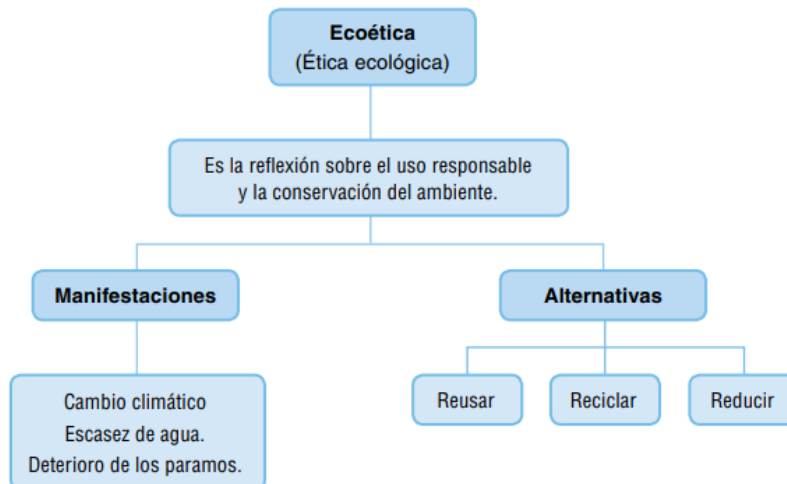 Ecoética
(Ética ecológica)
Es la reflexión sobre el uso responsable
y la conservación del ambiente.
Manifestaciones
Alternativas
Cambio climático
Escasez de agua.
Deterioro de los paramos.
Reusar
Reciclar
Reducir